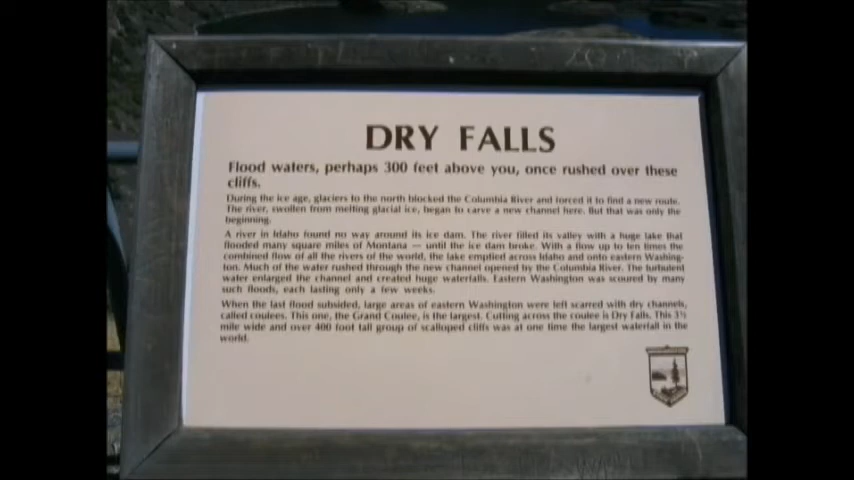 DRY FALLS
Flood waters, perhaps 300 feet above you, once rushed over these
cliffs.
During the ice age, glaciers to the north blocked the Columbia River and forced it to find a new route.
The river, swollen from melting glacial ice, began to carve a new channel here. But that was only the
beginning.
A river in Idaho found no way around its ice dam. The river filled its valley with a huge lake that
flooded many square miles of Montana — until the ice dam broke. With a flow up to ten times the
combined flow of all the rivers of the world, the lake emptied across Idaho and onto eastern Washing-
ton. Much of the water rushed through the new channel opened by the Columbia River. The turbulent
water enlarged the channel and created huge waterfalls. Eastern Washington was scoured by many
such floods, each lasting only a few weeks.
When the last flood subsided, large areas of eastern Washington were left scarred with dry channels,
called coulees. This one, the Grand Coulee, is the largest. Cutting across the coulee is Dry Falls. This 3½
mile wide and over 400 foot tall group of scalloped cliffs was at one time the largest waterfall in the
world.